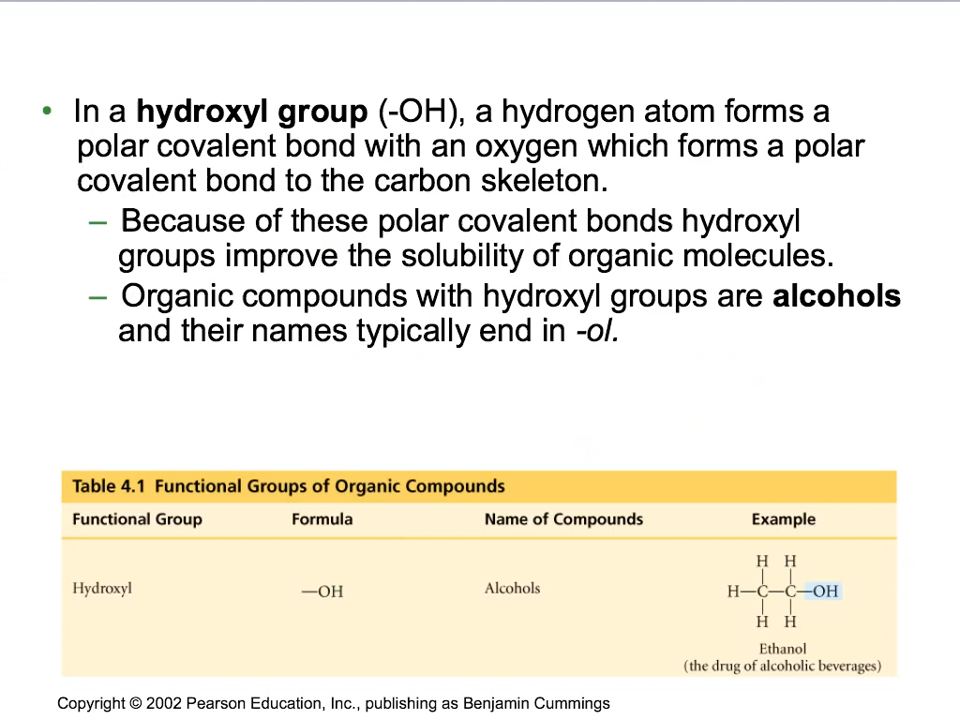 • In a hydroxyl group (-OH), a hydrogen atom forms a
polar covalent bond with an oxygen which forms a polar
covalent bond to the carbon skeleton.
– Because of these polar covalent bonds hydroxyl
groups improve the solubility of organic molecules.
– Organic compounds with hydroxyl groups are alcohols
and their names typically end in -ol.
Table 4.1 Functional Groups of Organic Compounds
Functional Group Formula Name of Compounds Example
H H
| |
Hydroxyl —OH Alcohols H—C—C—OH
| |
H H
Ethanol
(the drug of alcoholic beverages)
Copyright © 2002 Pearson Education, Inc., publishing as Benjamin Cummings